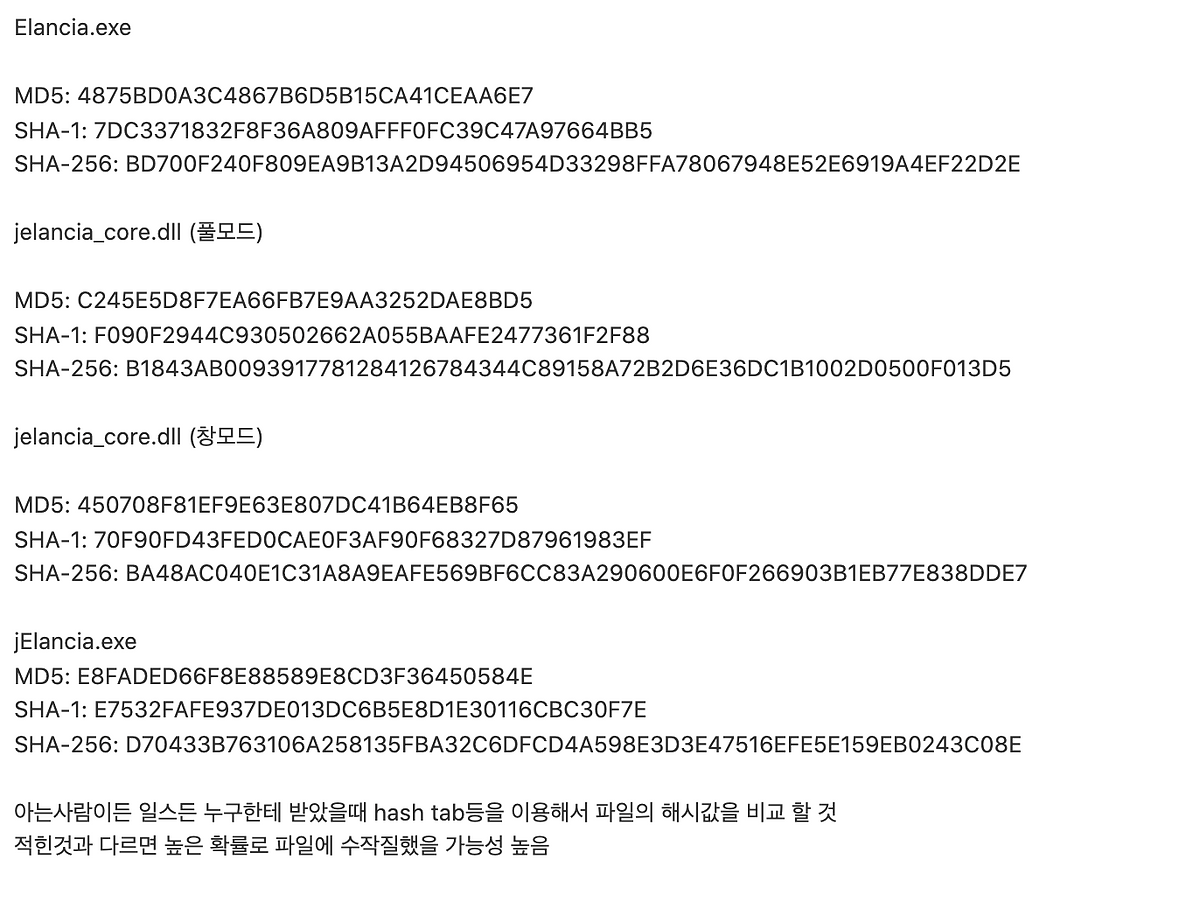 Elancia.exe
MD5: 4875BD0A3C4867B6D5B15CA41CEAA6E7
SHA-1: 7DC3371832F8F36A809AFFF0FC39C47A97664BB5
SHA-256: BD700F240F809EA9B13A2D94506954D33298FFA78067948E52E6919A4EF22D2E
jelancia_core.dll (풀모드)
MD5: C245E5D8F7EA66FB7E9AA3252DAE8BD5
SHA-1: F090F2944C930502662A055BAAFE2477361F2F88
SHA-256: B1843AB0093917781284126784344C89158A72B2D6E36DC1B1002D0500F013D5
jelancia_core.dll (창모드)
MD5: 450708F81EF9E63E807DC41B64EB8F65
SHA-1: 70F90FD43FED0CAE0F3AF90F68327D87961983EF
SHA-256: BA48AC040E1C31A8A9EAFE569BF6CC83A290600E6F0F266903B1EB77E838DDE7
jElancia.exe
MD5: E8FADED66F8E88589E8CD3F36450584E
SHA-1: E7532FAFE937DE013DC6B5E8D1E30116CBC30F7E
SHA-256: D70433B763106A258135FBA32C6DFCD4A598E3D3E47516EFE5E159EB0243C08E
아는사람이든 일스든 누구한테 받았을때 hash tab등을 이용해서 파일의 해시값을 비교 할 것
적힌것과 다르면 높은 확률로 파일에 수작질했을 가능성 높음